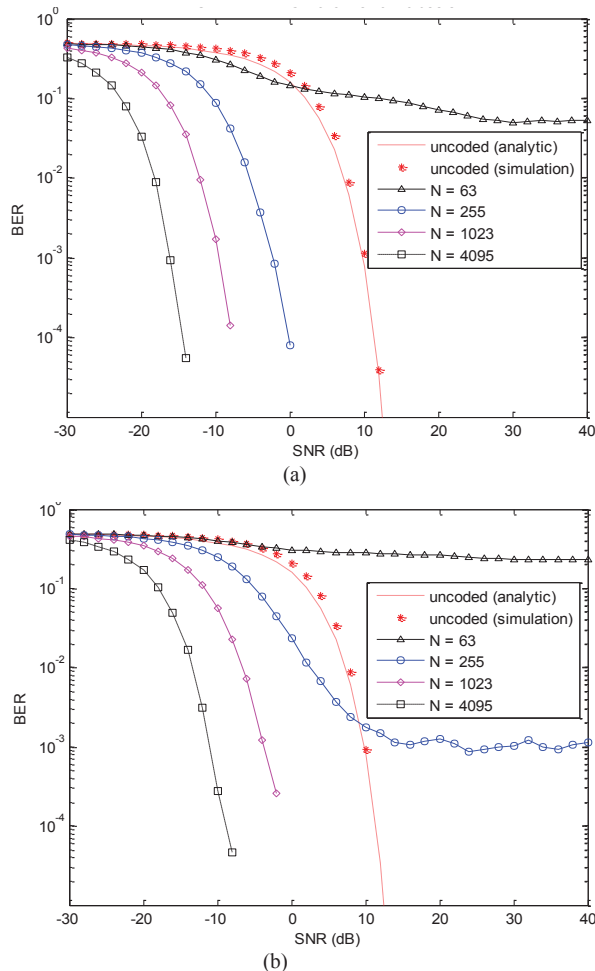 10^0
10^-1
10^-2
10^-3
10^-4
BER
uncoded (analytic)
uncoded (simulation)
N = 63
N = 255
N = 1023
N = 4095
-30 -20 -10 0 10 20 30 40
SNR (dB)
(a)
10^0
10^-1
10^-2
10^-3
10^-4
BER
uncoded (analytic)
uncoded (simulation)
N = 63
N = 255
N = 1023
N = 4095
-30 -20 -10 0 10 20 30 40
SNR (dB)
(b)